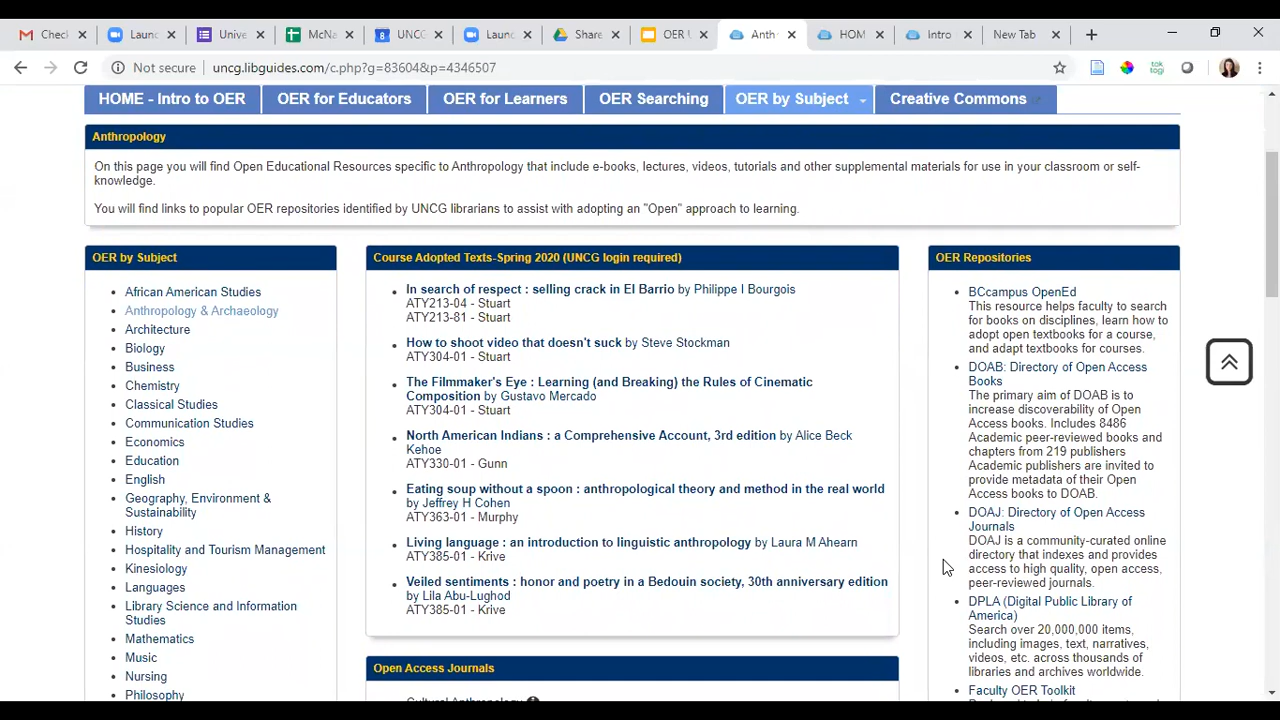 Check
Laun
Unive
McNa
UNCG
Laun
Share
OER U
Anth
HOM
Intro
New Tab
Not secure
uncg.libguides.com/c.php?g=83604&p=4346507
tok
togi
HOME - Intro to OER
OER for Educators
OER for Learners
OER Searching
OER by Subject
Creative Commons
Anthropology
On this page you will find Open Educational Resources specific to Anthropology that include e-books, lectures, videos, tutorials and other supplemental materials for use in your classroom or self-
knowledge.
You will find links to popular OER repositories identified by UNCG librarians to assist with adopting an "Open" approach to learning.
OER by Subject
African American Studies
Anthropology & Archaeology
Architecture
Biology
Business
Chemistry
Classical Studies
Communication Studies
Economics
Education
English
Geography, Environment &
Sustainability
History
Hospitality and Tourism Management
Kinesiology
Languages
Library Science and Information
Studies
Mathematics
Music
Nursing
Philosophy
Course Adopted Texts-Spring 2020 (UNCG login required)
In search of respect : selling crack in El Barrio by Philippe I Bourgois
ATY213-04 - Stuart
ATY213-81 - Stuart
How to shoot video that doesn't suck by Steve Stockman
ATY304-01 - Stuart
The Filmmaker's Eye : Learning (and Breaking) the Rules of Cinematic
Composition by Gustavo Mercado
ATY304-01 - Stuart
North American Indians : a Comprehensive Account, 3rd edition by Alice Beck
Kehoe
ATY330-01 - Gunn
Eating soup without a spoon : anthropological theory and method in the real world
by Jeffrey H Cohen
ATY363-01 - Murphy
Living language : an introduction to linguistic anthropology by Laura M Ahearn
ATY385-01 - Krive
Veiled sentiments : honor and poetry in a Bedouin society, 30th anniversary edition
by Lila Abu-Lughod
ATY385-01 - Krive
Open Access Journals
Cultural Anthropology
OER Repositories
BCcampus OpenEd
This resource helps faculty to search
for books on disciplines, learn how to
adopt open textbooks for a course,
and adapt textbooks for courses.
DOAB: Directory of Open Access
Books
The primary aim of DOAB is to
increase discoverability of Open
Access books. Includes 8486
Academic peer-reviewed books and
chapters from 219 publishers
Academic publishers are invited to
provide metadata of their Open
Access books to DOAB.
DOAJ: Directory of Open Access
Journals
DOAJ is a community-curated online
directory that indexes and provides
access to high quality, open access,
peer-reviewed journals.
DPLA (Digital Public Library of
America)
Search over 20,000,000 items,
including images, text, narratives,
videos, etc. across thousands of
libraries and archives worldwide.
Faculty OER Toolkit